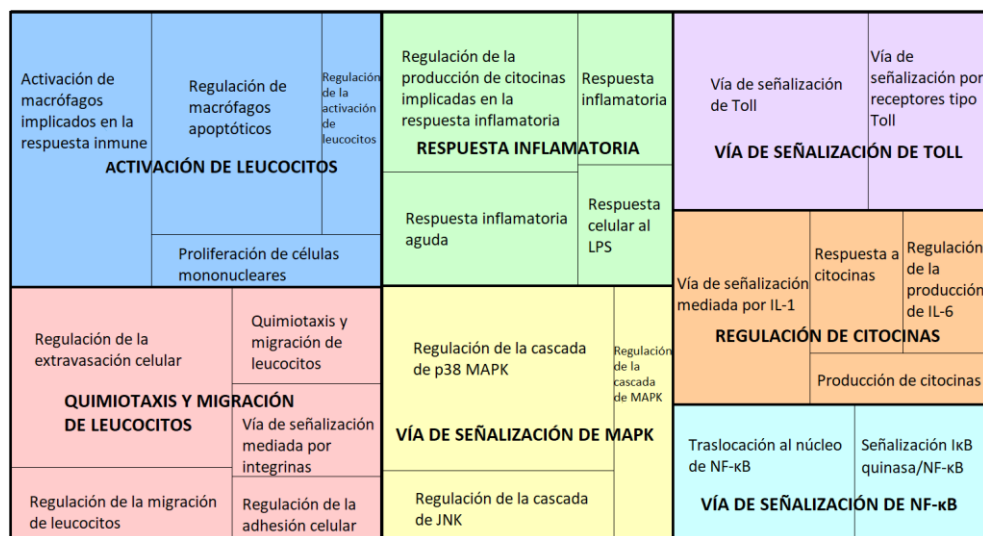 Activación de
macrófagos
implicados en la
respuesta inmune
Regulación de
macrófagos
apoptóticos
Regulación
de la
activación
de
leucocitos
ACTIVACIÓN DE LEUCOCITOS
Proliferación de células
mononucleares
Regulación de la
producción de citocinas
implicadas en la
respuesta inflamatoria
Respuesta
inflamatoria
RESPUESTA INFLAMATORIA
Respuesta inflamatoria
aguda
Respuesta
celular al
LPS
Vía de señalización
de Toll
Vía de
señalización por
receptores tipo
Toll
VÍA DE SEÑALIZACIÓN DE TOLL
Vía de señalización
mediada por IL-1
Respuesta a
citocinas
Regulación
de la
producción
de IL-6
REGULACIÓN DE CITOCINAS
Producción de citocinas
Regulación de la
extravasación celular
Quimiotaxis y
migración de
leucocitos
QUIMIOTAXIS Y MIGRACIÓN
DE LEUCOCITOS
Vía de señalización
mediada por
integrinas
Regulación de la migración
de leucocitos
Regulación de la
adhesión celular
Regulación de la cascada
de p38 MAPK
Regulación
de la
cascada
de MAPK
VÍA DE SEÑALIZACIÓN DE MAPK
Regulación de la cascada
de JNK
Traslocación al núcleo
de NF-κB
Señalización IκB
quinasa/NF-κB
VÍA DE SEÑALIZACIÓN DE NF-κB